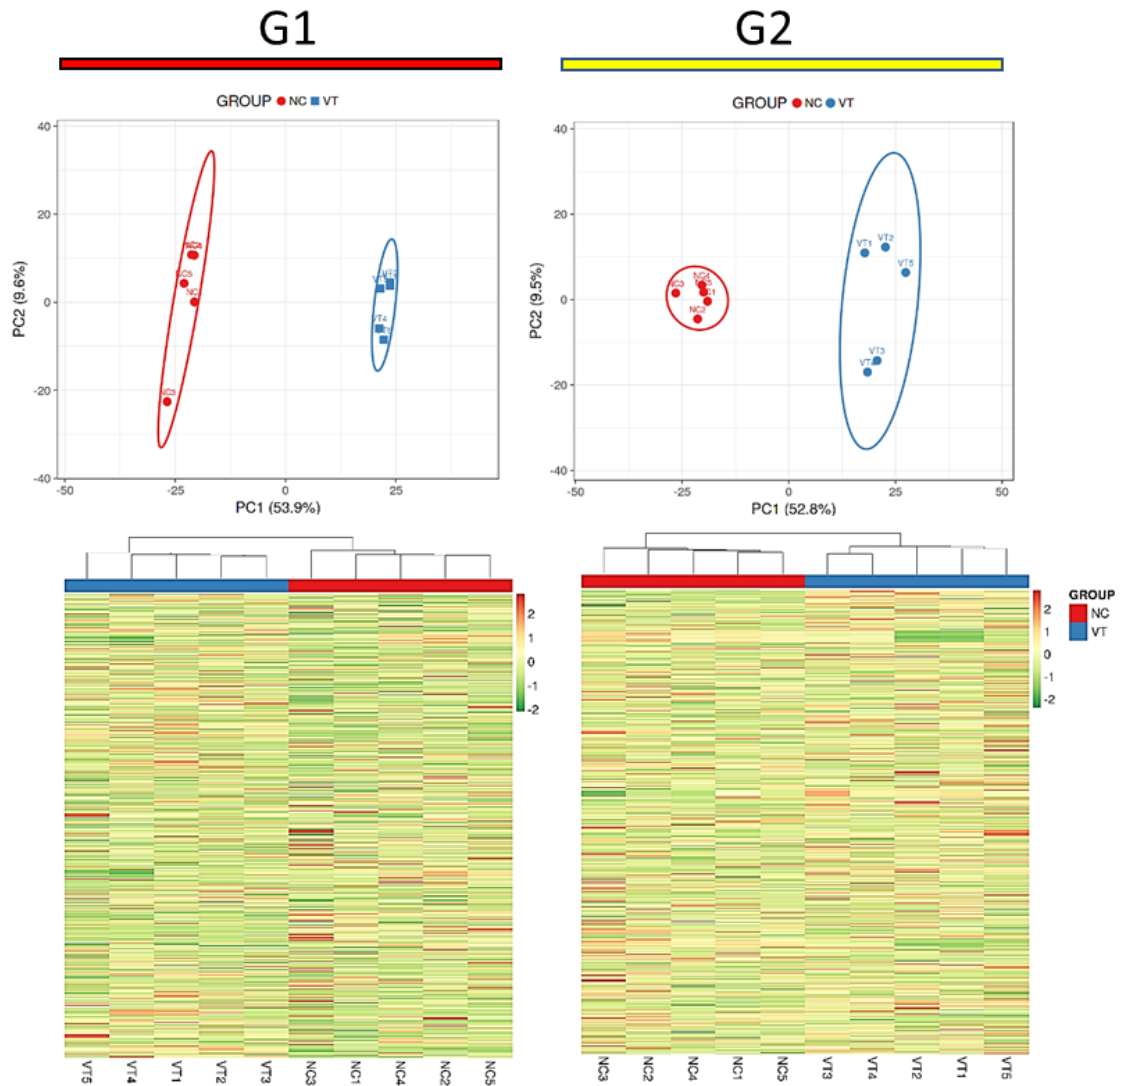 G1
G2
GROUP NC VT
GROUP NC VT
40
20
0
-20
-40
PC2 (9.6%)
NC5
NC3
VT4
-50
-25
0
25
PC1 (53.9%)
40
20
0
-20
-40
PC2 (9.5%)
NC3
NC4
NC2
VT1
VT2
VT5
VT3
-50
-25
0
25
50
PC1 (52.8%)
2
1
0
-1
-2
VT5
VT4
VT1
VT2
VT3
NC3
NC1
NC4
NC2
NC5
2
1
0
-1
-2
GROUP
NC
VT
NC3
NC2
NC4
NC1
NC5
VT3
VT4
VT2
VT1
VT5